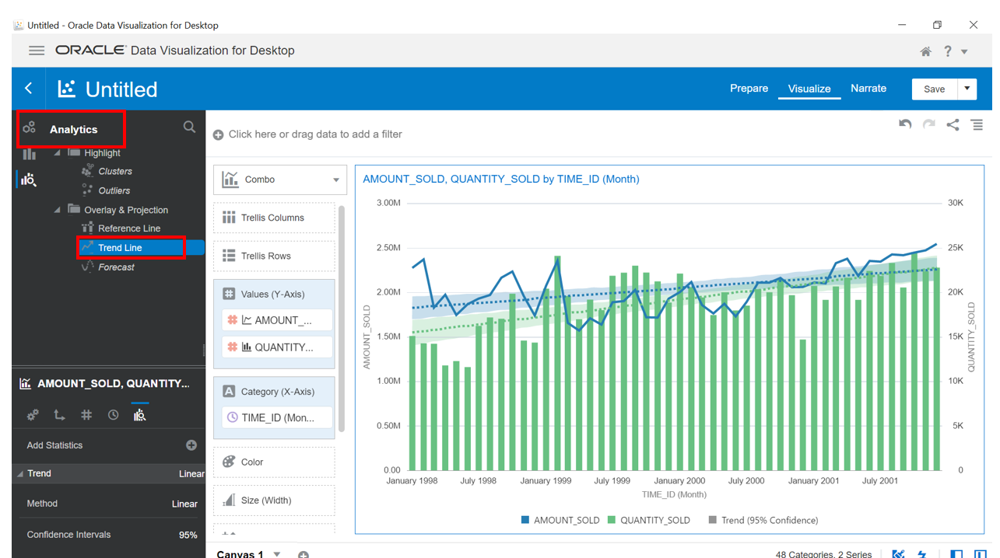 Untitled - Oracle Data Visualization for Desktop
ORACLE Data Visualization for Desktop
?
Untitled
Prepare
Visualize
Narrate
Save
Analytics
Highlight
Clusters
Outliers
Overlay & Projection
Reference Line
Trend Line
Forecast
AMOUNT_SOLD, QUANTITY...
Add Statistics
Trend Linear
Method Linear
Confidence Intervals 95%
Click here or drag data to add a filter
Combo
Trellis Columns
Trellis Rows
Values (Y-Axis)
AMOUNT_...
QUANTITY...
A Category (X-Axis)
TIME_ID (Mon...
Color
Size (Width)
AMOUNT_SOLD, QUANTITY_SOLD by TIME_ID (Month)
3.00M 30K
2.50M 25K
2.00M 20K
1.50M 15K
1.00M 10K
0.50M 5K
0.00 0
AMOUNT_SOLD
QUANTITY_SOLD
January 1998 July 1998 January 1999 July 1999 January 2000 July 2000 January 2001 July 2001
TIME_ID (Month)
AMOUNT_SOLD QUANTITY_SOLD Trend (95% Confidence)
Canvas 1
48 Categories, 2 Series